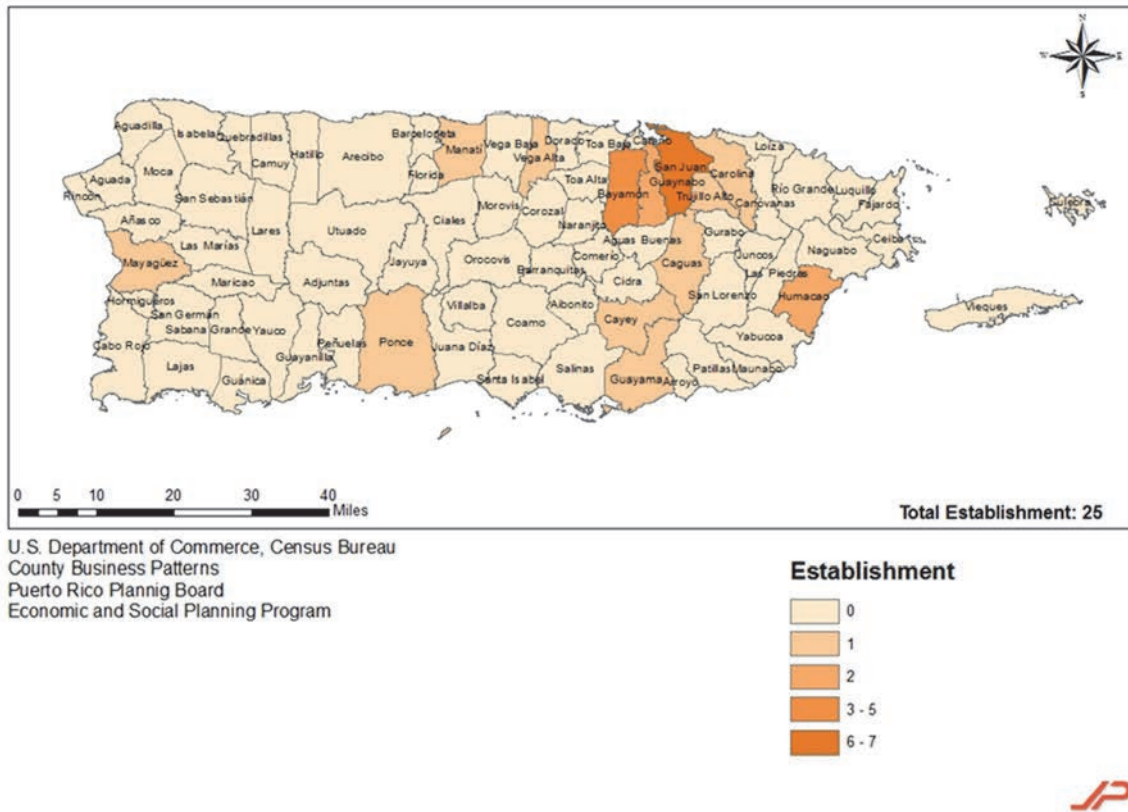 N
W E
S
Aguadilla
Isabela
Quebradillas
Camuy
Hatillo
Arecibo
Barceloneta
Manatí
Vega Baja
Vega Alta
Dorado
Toa Baja
Cataño
San Juan
Loíza
Moca
Florida
Toa Alta
Bayamón
Guaynabo
Carolina
Trujillo Alto
Canóvanas
Río Grande
Luquillo
Fajardo
Culebra
Rincón
Aguada
San Sebastián
Añasco
Lares
Utuado
Ciales
Morovis
Corozal
Naranjito
Aguas Buenas
Gurabo
Ceiba
Las Marías
Mayagüez
Maricao
Adjuntas
Jayuya
Orocovis
Barranquitas
Comerío
Cidra
Caguas
Juncos
Las Piedras
Naguabo
Humacao
Vieques
Hormigueros
San Germán
Sabana Grande
Yauco
Villalba
Coamo
Aibonito
Cayey
San Lorenzo
Yabucoa
Cabo Rojo
Lajas
Guánica
Guayanilla
Peñuelas
Ponce
Juana Díaz
Santa Isabel
Salinas
Guayama
Arroyo
Patillas
Maunabo
0 5 10 20 30 40
Miles
Total Establishment: 25
U.S. Department of Commerce, Census Bureau
County Business Patterns
Puerto Rico Plannig Board
Economic and Social Planning Program
Establishment
0
1
2
3 - 5
6 - 7
JP